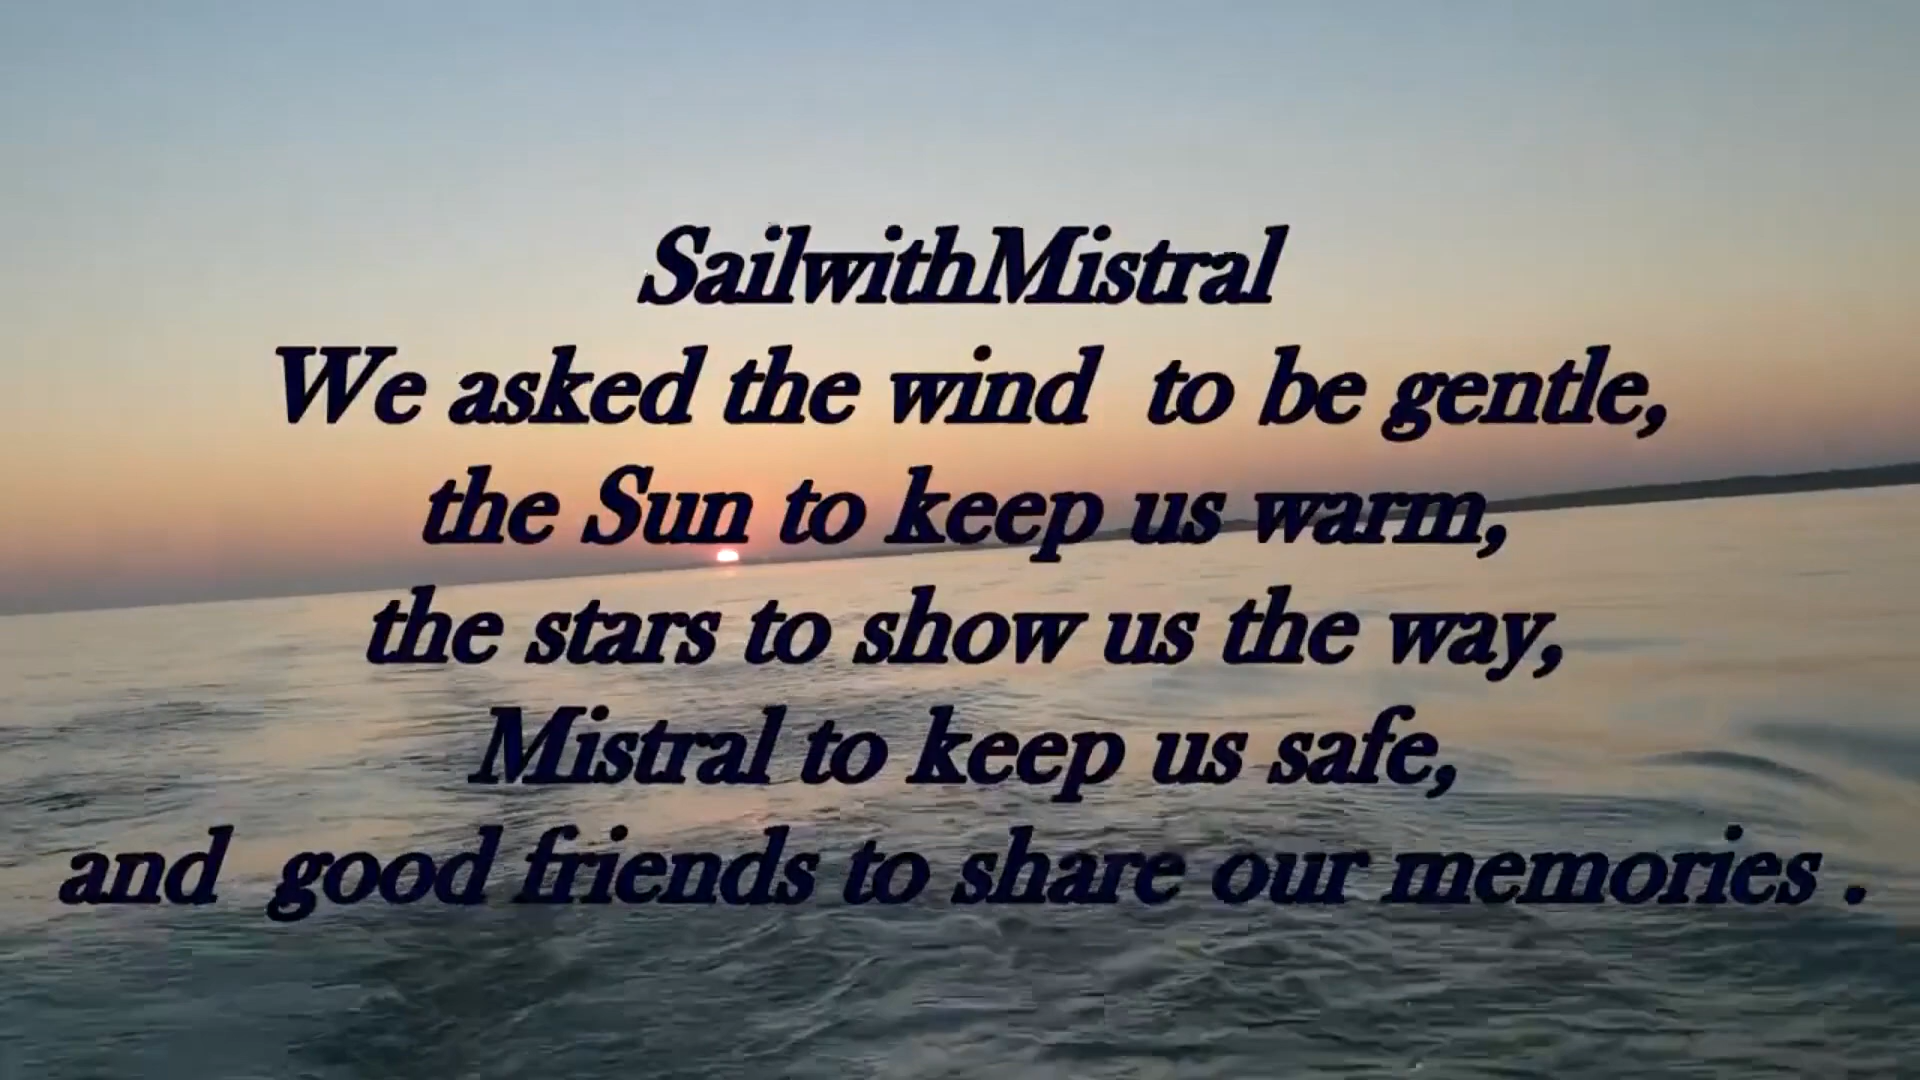 SailwithMistral
We asked the wind  to be gentle,
the Sun to keep us warm,
the stars to show us the way,
Mistral to keep us safe,
and  good friends to share our memories .